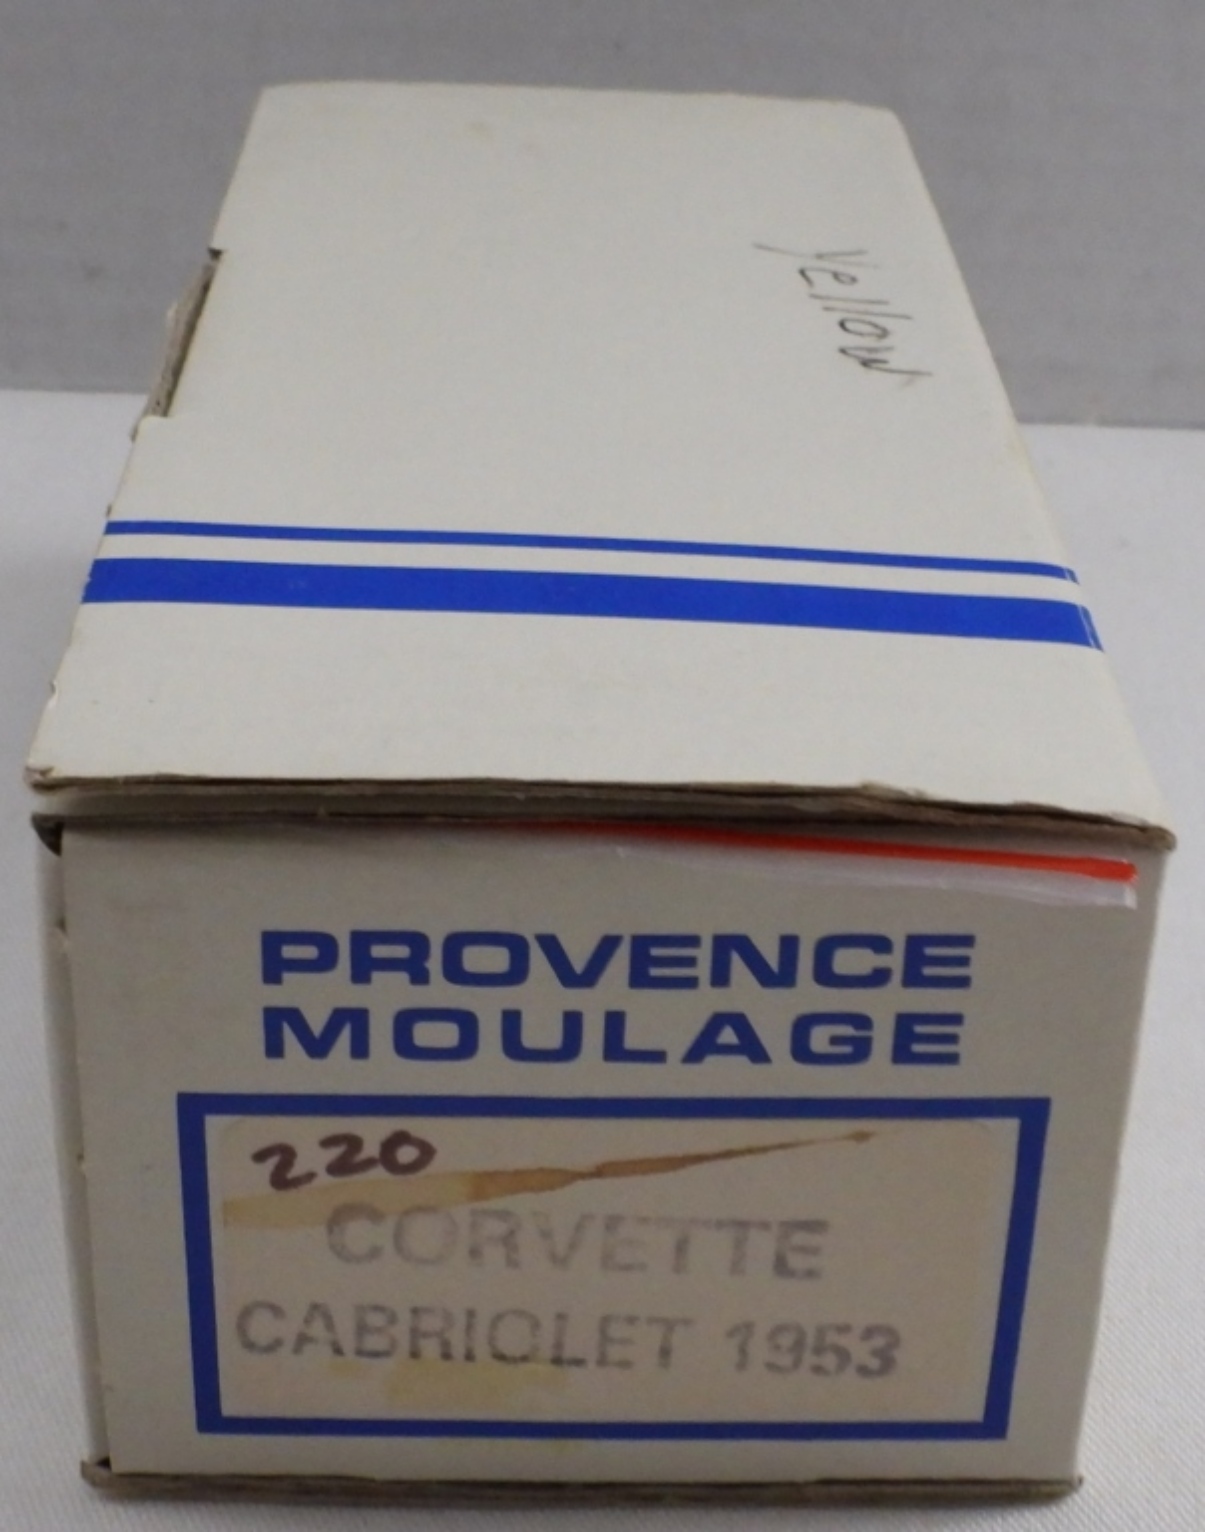 Yellow
PROVENCE
MOULAGE
220
CORVETTE
CABRIOLET 1953